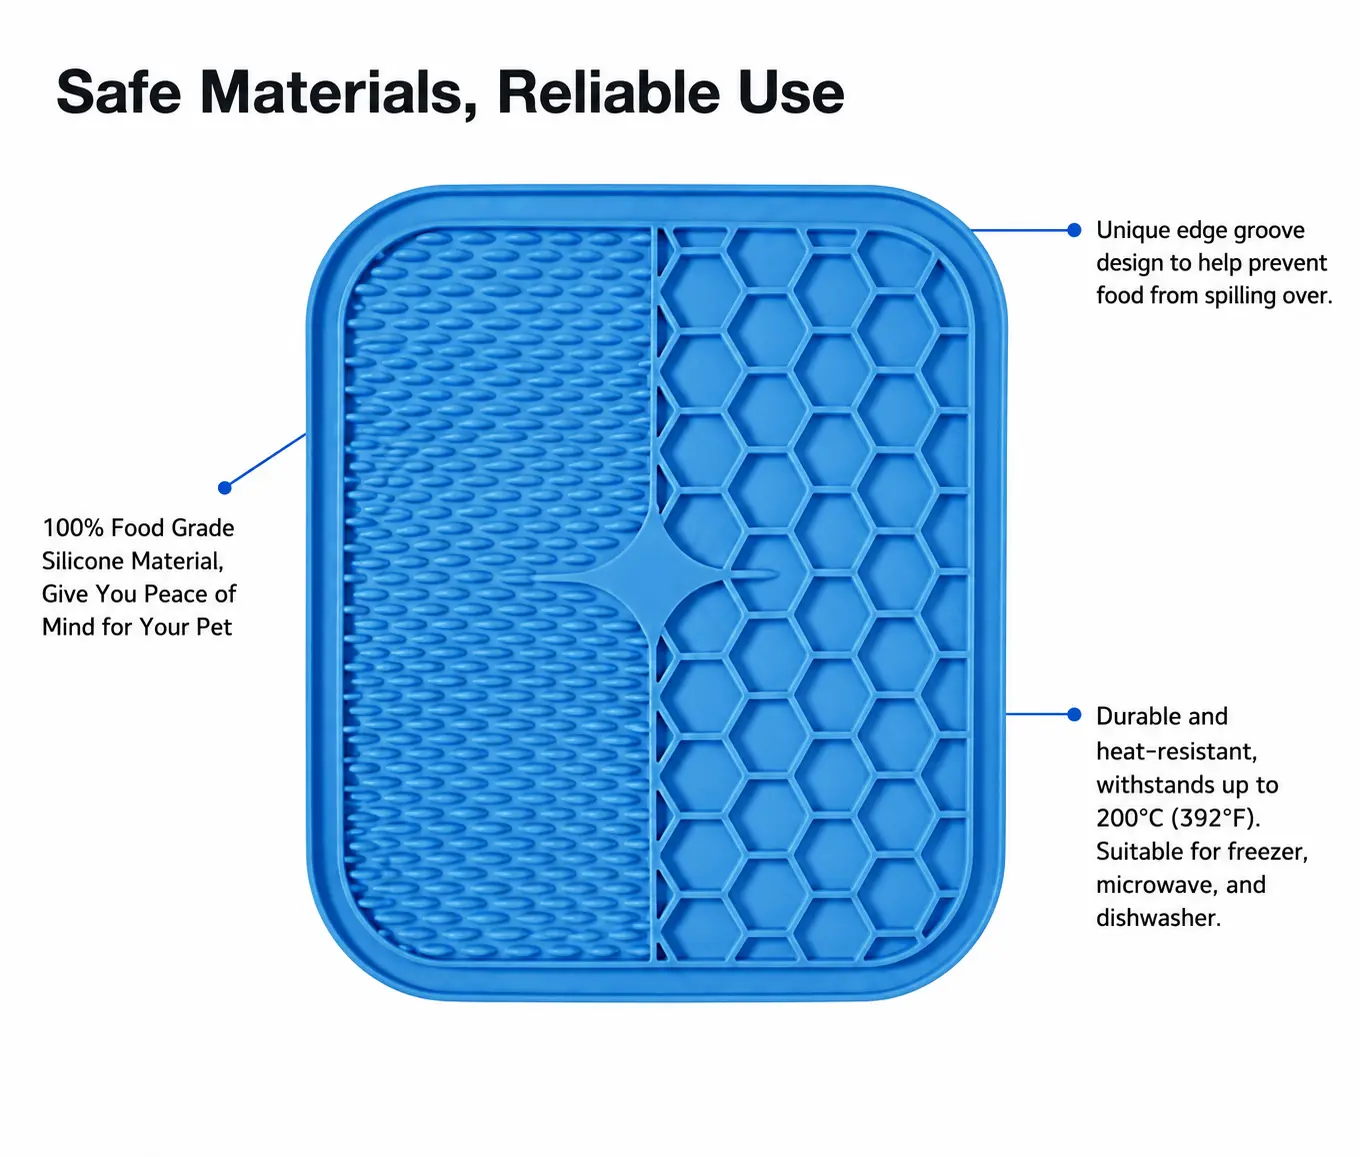 Safe Materials, Reliable Use
Unique edge groove
design to help prevent
food from spilling over.
100% Food Grade
Silicone Material,
Give You Peace of
Mind for Your Pet
Durable and
heat-resistant,
withstands up to
200°C (392°F).
Suitable for freezer,
microwave, and
dishwasher.